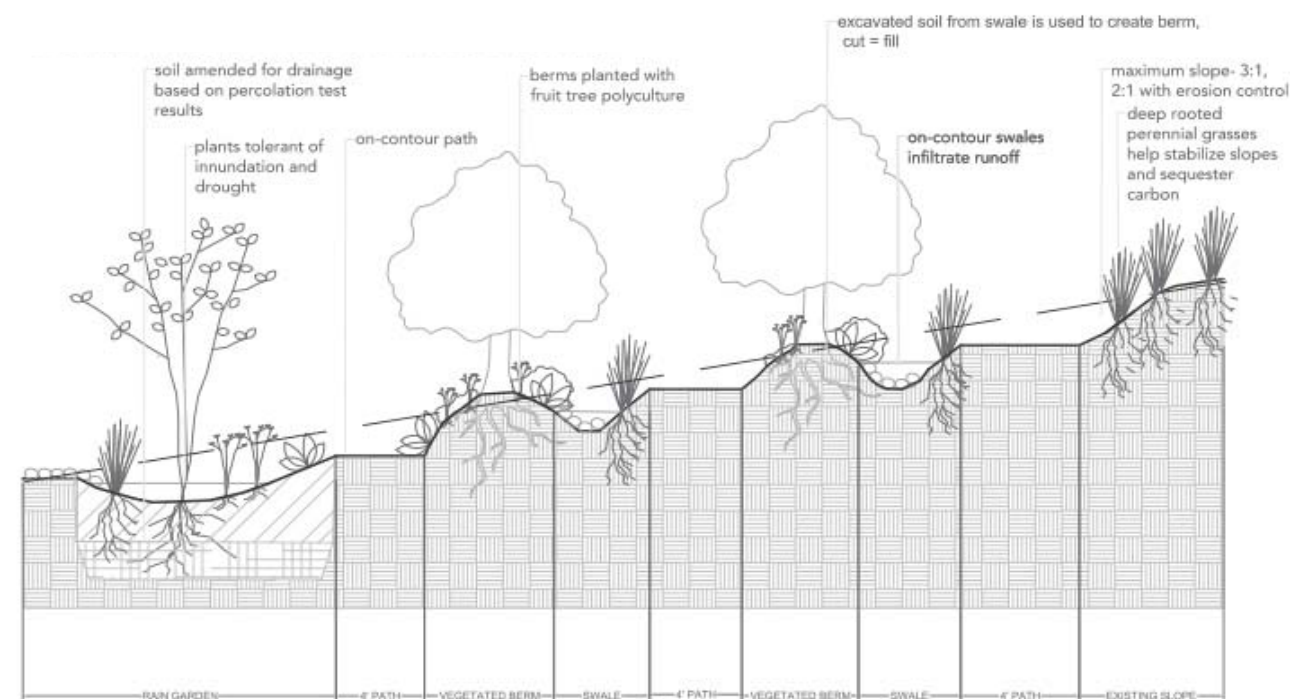 excavated soil from swale is used to create berm,
cut = fill
soil amended for drainage
based on percolation test
results
berms planted with
fruit tree polyculture
maximum slope- 3:1,
2:1 with erosion control
plants tolerant of
innundation and
drought
on-contour path
on-contour swales
infiltrate runoff
deep rooted
perennial grasses
help stabilize slopes
and sequester
carbon
RAIN GARDEN
4' PATH
VEGETATED BERM
SWALE
4' PATH
VEGETATED BERM
SWALE
4' PATH
EXISTING SLOPE